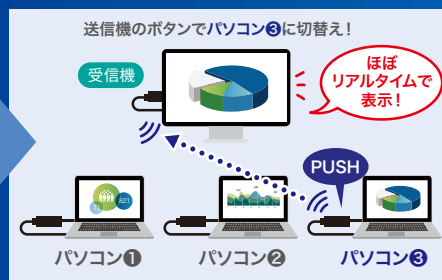 送信機のボタンでパソコン❸に切替え!
受信機
ほぼ
リアルタイムで
表示!
PUSH
821
パソコン❶
パソコン❷
パソコン❸